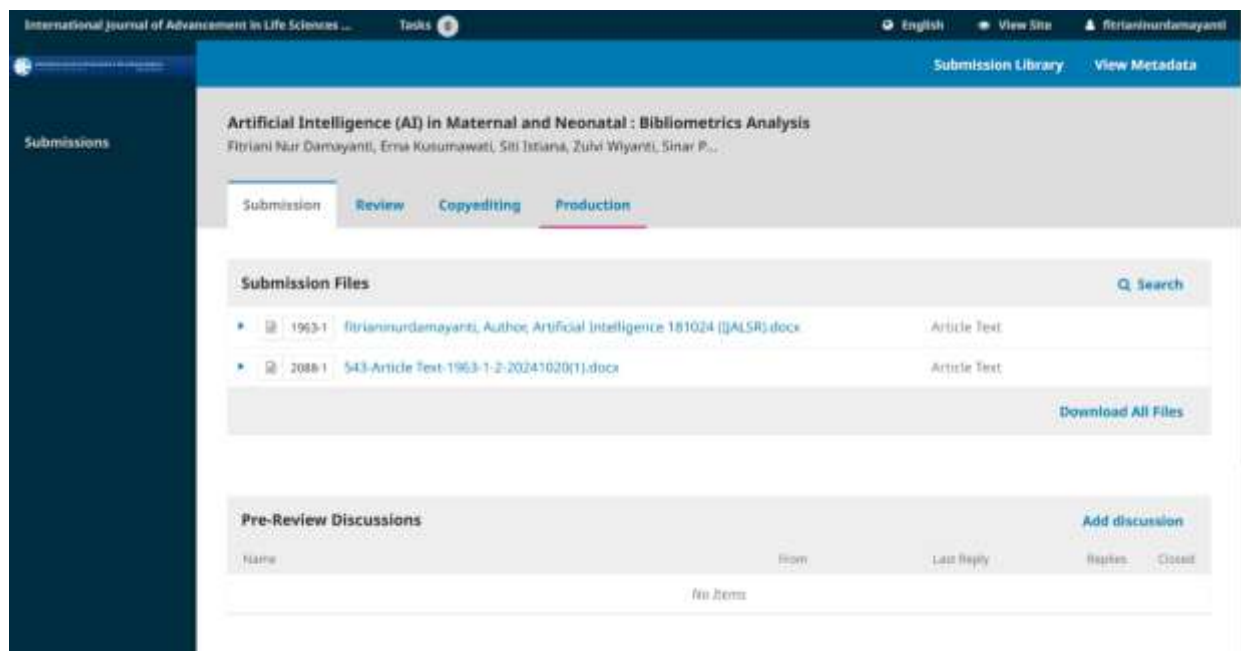 International Journal of Advancement in Life Sciences ... Tasks 0 English View Site fitrianinurdamayanti
Submission Library View Metadata
Submissions
Artificial Intelligence (AI) in Maternal and Neonatal : Bibliometrics Analysis
Fitriani Nur Damayanti, Erna Kusumawati, Siti Istiana, Zulvi Wiyanti, Sinar P...
Submission Review Copyediting Production
Submission Files Search
1963-1 fitrianinurdamayanti, Author, Artificial Intelligence 181024 (IJALSR).docx Article Text
2088-1 543-Article Text-1963-1-2-20241020(1).docx Article Text
Download All Files
Pre-Review Discussions Add discussion
Name From Last Reply Replies Closed
No Items